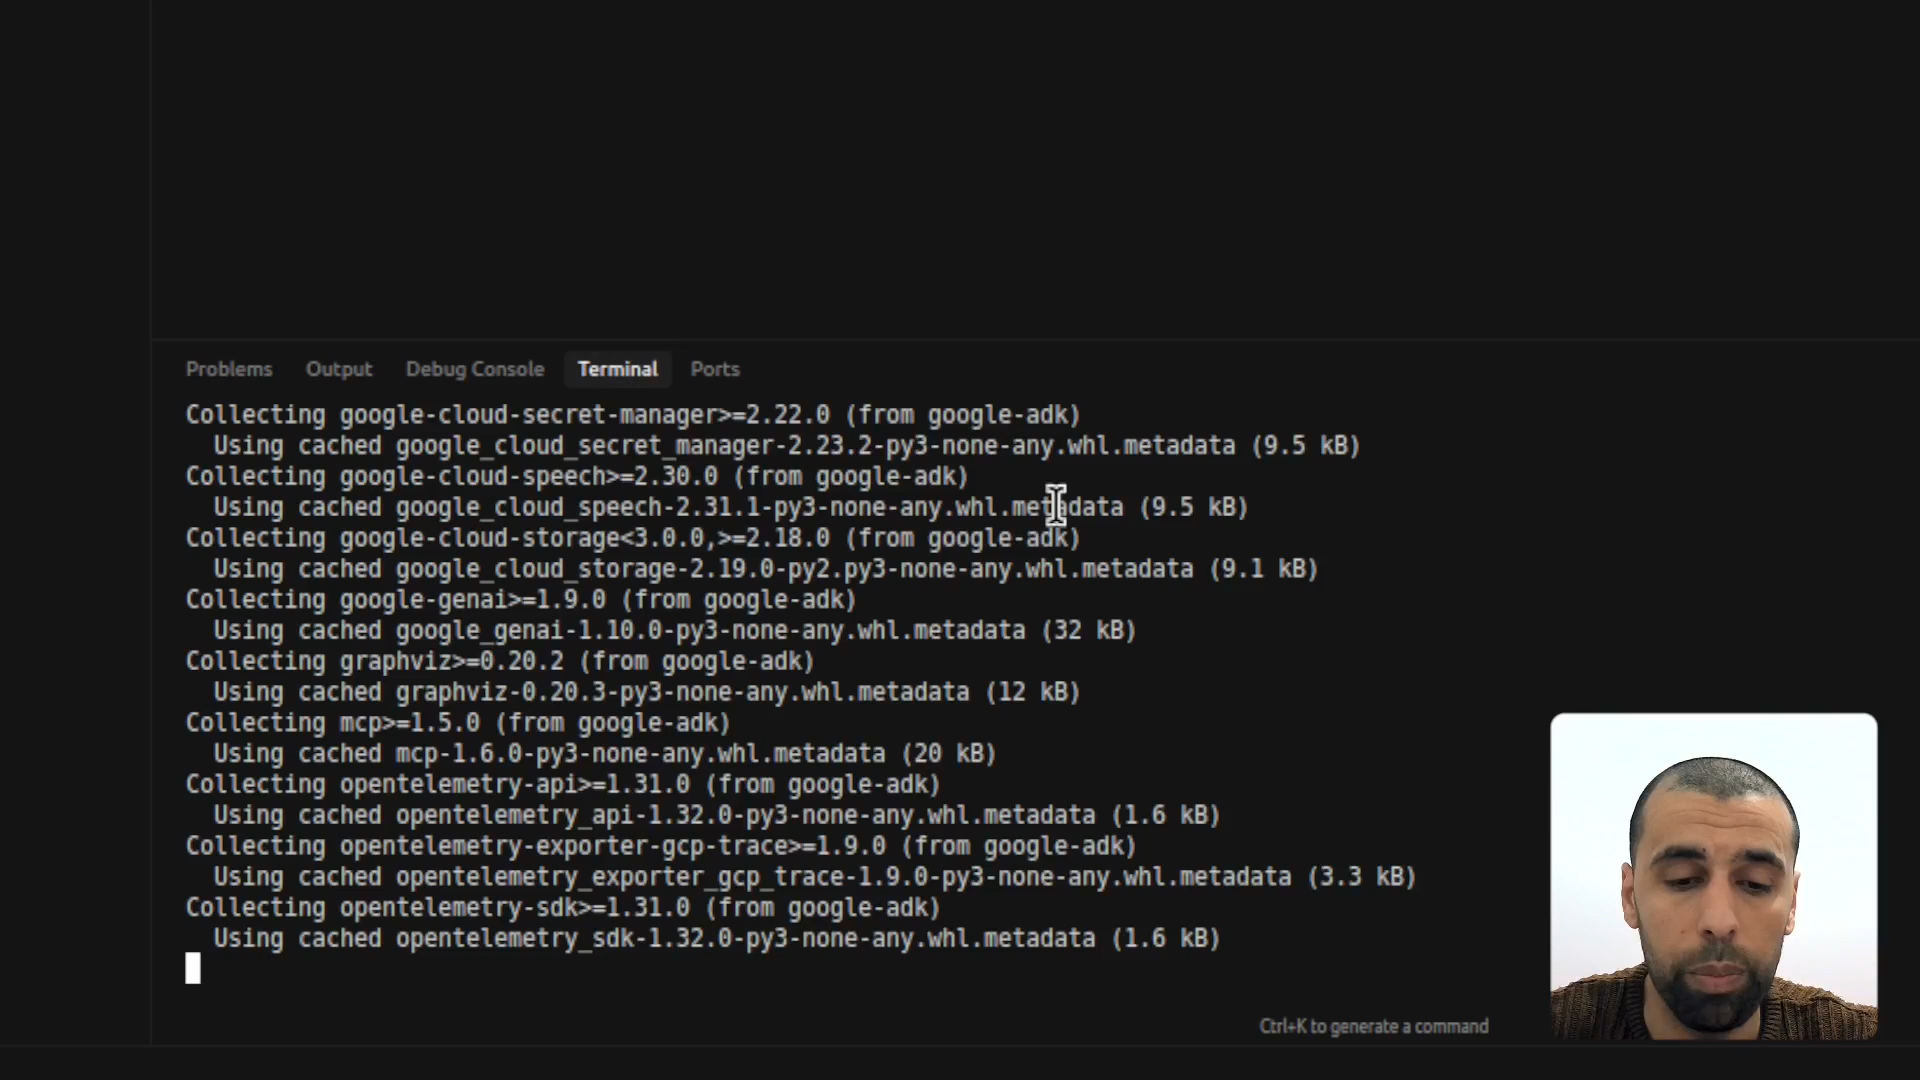 Problems Output Debug Console Terminal Ports
Collecting google-cloud-secret-manager>=2.22.0 (from google-adk)
  Using cached google_cloud_secret_manager-2.23.2-py3-none-any.whl.metadata (9.5 kB)
Collecting google-cloud-speech>=2.30.0 (from google-adk)
  Using cached google_cloud_speech-2.31.1-py3-none-any.whl.metadata (9.5 kB)
Collecting google-cloud-storage<3.0.0,>=2.18.0 (from google-adk)
  Using cached google_cloud_storage-2.19.0-py2.py3-none-any.whl.metadata (9.1 kB)
Collecting google-genai>=1.9.0 (from google-adk)
  Using cached google_genai-1.10.0-py3-none-any.whl.metadata (32 kB)
Collecting graphviz>=0.20.2 (from google-adk)
  Using cached graphviz-0.20.3-py3-none-any.whl.metadata (12 kB)
Collecting mcp>=1.5.0 (from google-adk)
  Using cached mcp-1.6.0-py3-none-any.whl.metadata (20 kB)
Collecting opentelemetry-api>=1.31.0 (from google-adk)
  Using cached opentelemetry_api-1.32.0-py3-none-any.whl.metadata (1.6 kB)
Collecting opentelemetry-exporter-gcp-trace>=1.9.0 (from google-adk)
  Using cached opentelemetry_exporter_gcp_trace-1.9.0-py3-none-any.whl.metadata (3.3 kB)
Collecting opentelemetry-sdk>=1.31.0 (from google-adk)
  Using cached opentelemetry_sdk-1.32.0-py3-none-any.whl.metadata (1.6 kB)
Ctrl+K to generate a command